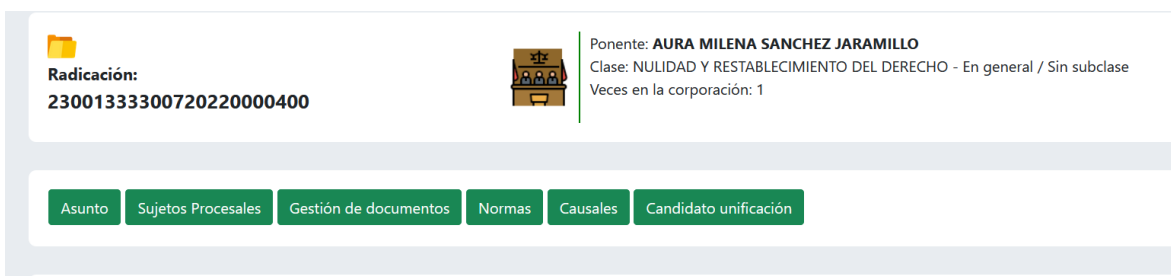 Radicación:
23001333300720220000400
Ponente: AURA MILENA SANCHEZ JARAMILLO
Clase: NULIDAD Y RESTABLECIMIENTO DEL DERECHO - En general / Sin subclase
Veces en la corporación: 1
Asunto
Sujetos Procesales
Gestión de documentos
Normas
Causales
Candidato unificación